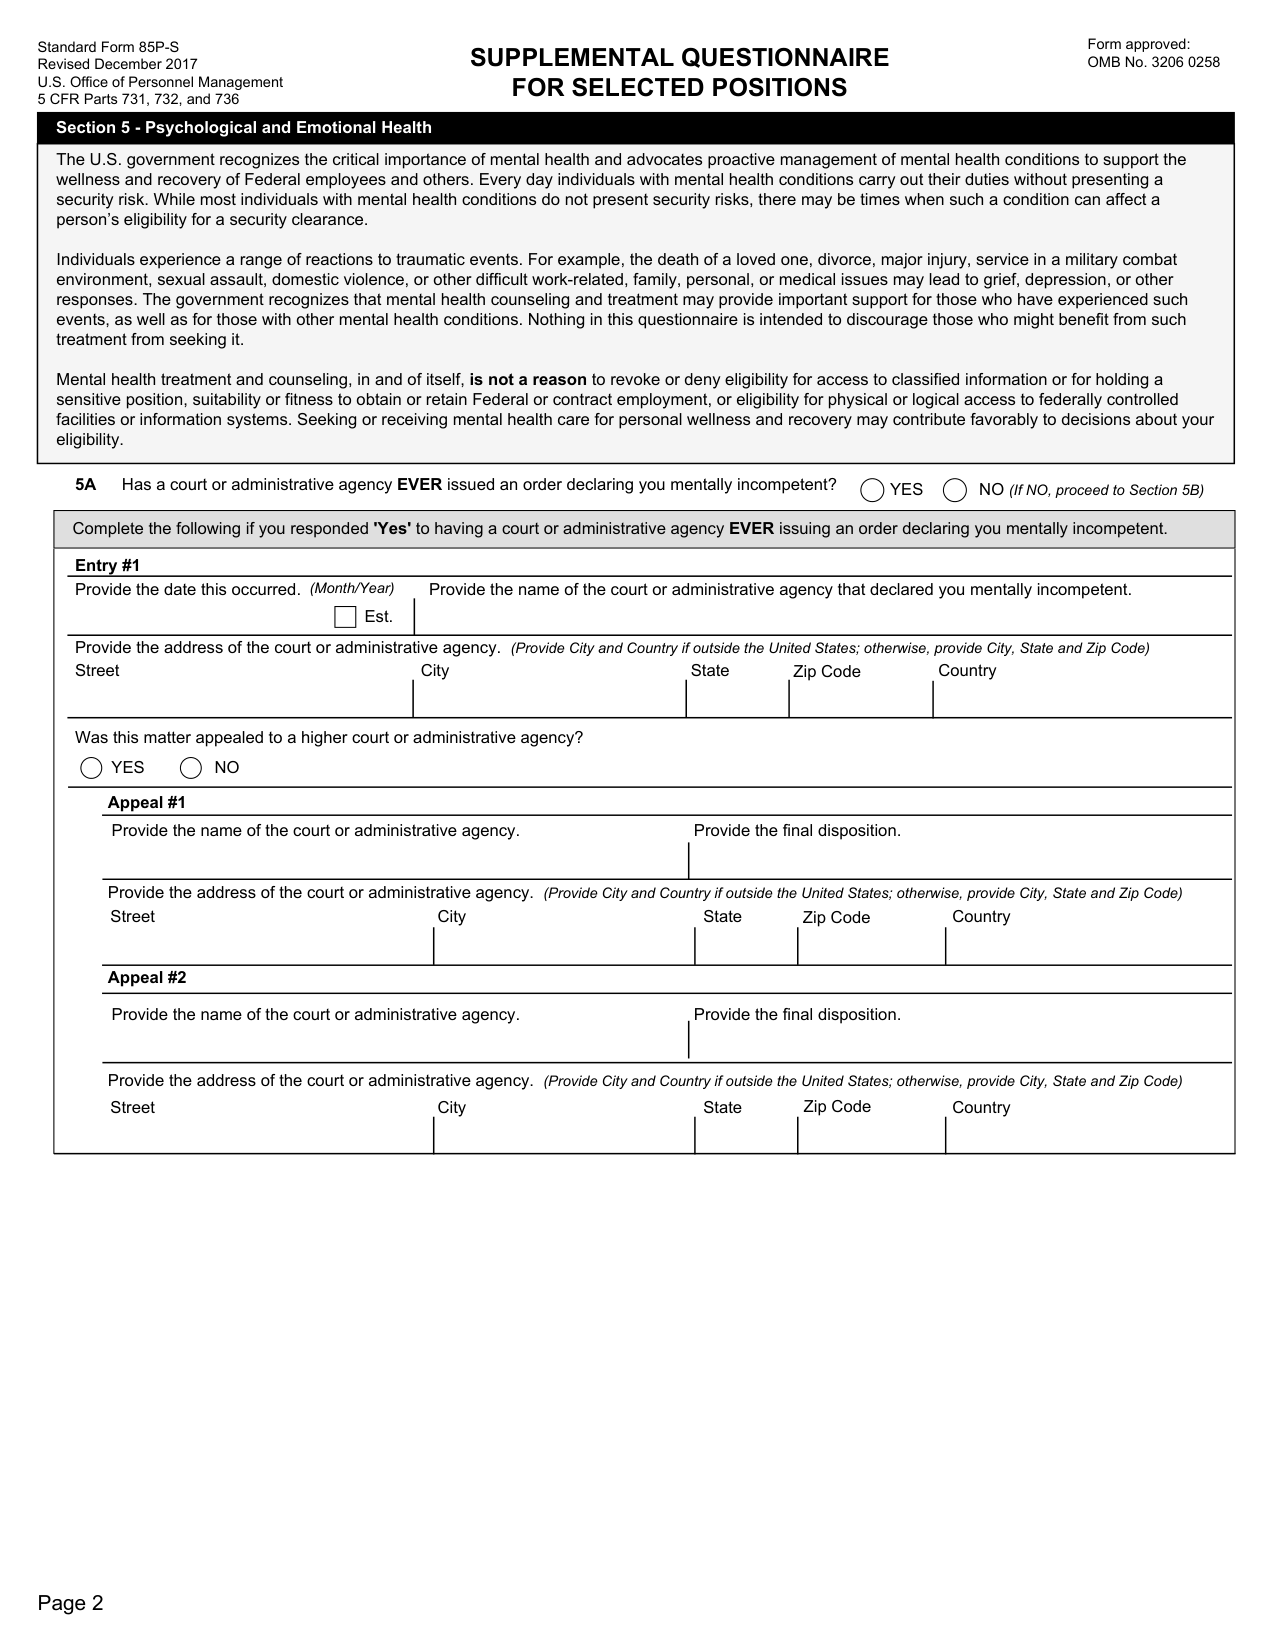 Standard Form 85P-S
Revised December 2017
U.S. Office of Personnel Management
5 CFR Parts 731, 732, and 736
SUPPLEMENTAL QUESTIONNAIRE
FOR SELECTED POSITIONS
Form approved:
OMB No. 3206 0258
Section 5 - Psychological and Emotional Health
The U.S. government recognizes the critical importance of mental health and advocates proactive management of mental health conditions to support the
wellness and recovery of Federal employees and others. Every day individuals with mental health conditions carry out their duties without presenting a
security risk. While most individuals with mental health conditions do not present security risks, there may be times when such a condition can affect a
person’s eligibility for a security clearance.
Individuals experience a range of reactions to traumatic events. For example, the death of a loved one, divorce, major injury, service in a military combat
environment, sexual assault, domestic violence, or other difficult work-related, family, personal, or medical issues may lead to grief, depression, or other
responses. The government recognizes that mental health counseling and treatment may provide important support for those who have experienced such
events, as well as for those with other mental health conditions. Nothing in this questionnaire is intended to discourage those who might benefit from such
treatment from seeking it.
Mental health treatment and counseling, in and of itself, is not a reason to revoke or deny eligibility for access to classified information or for holding a
sensitive position, suitability or fitness to obtain or retain Federal or contract employment, or eligibility for physical or logical access to federally controlled
facilities or information systems. Seeking or receiving mental health care for personal wellness and recovery may contribute favorably to decisions about your
eligibility.
5A Has a court or administrative agency EVER issued an order declaring you mentally incompetent? YES NO (If NO, proceed to Section 5B)
Complete the following if you responded 'Yes' to having a court or administrative agency EVER issuing an order declaring you mentally incompetent.
Entry #1
Provide the date this occurred. (Month/Year) Provide the name of the court or administrative agency that declared you mentally incompetent.
Est.
Provide the address of the court or administrative agency. (Provide City and Country if outside the United States; otherwise, provide City, State and Zip Code)
Street City State Zip Code Country
Was this matter appealed to a higher court or administrative agency?
YES NO
Appeal #1
Provide the name of the court or administrative agency. Provide the final disposition.
Provide the address of the court or administrative agency. (Provide City and Country if outside the United States; otherwise, provide City, State and Zip Code)
Street City State Zip Code Country
Appeal #2
Provide the name of the court or administrative agency. Provide the final disposition.
Provide the address of the court or administrative agency. (Provide City and Country if outside the United States; otherwise, provide City, State and Zip Code)
Street City State Zip Code Country
Page 2